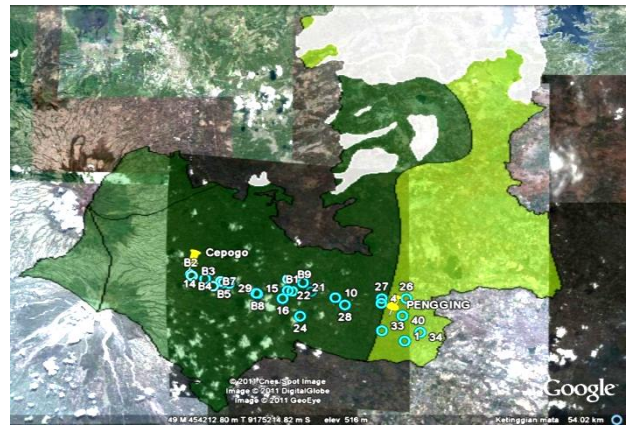 Cepogo
B2
B3
14
B4
B7
B5
29
B8
15
B1
B9
22
21
16
24
10
28
27
26
4
PENGGING
33
40
1
34
© 2011 Cnes/Spot Image
Image © 2011 DigitalGlobe
Image © 2011 GeoEye
Google
49 M 454212.80 m T 9175214.82 m S elev 516 m
Ketinggian mata 54.02 km